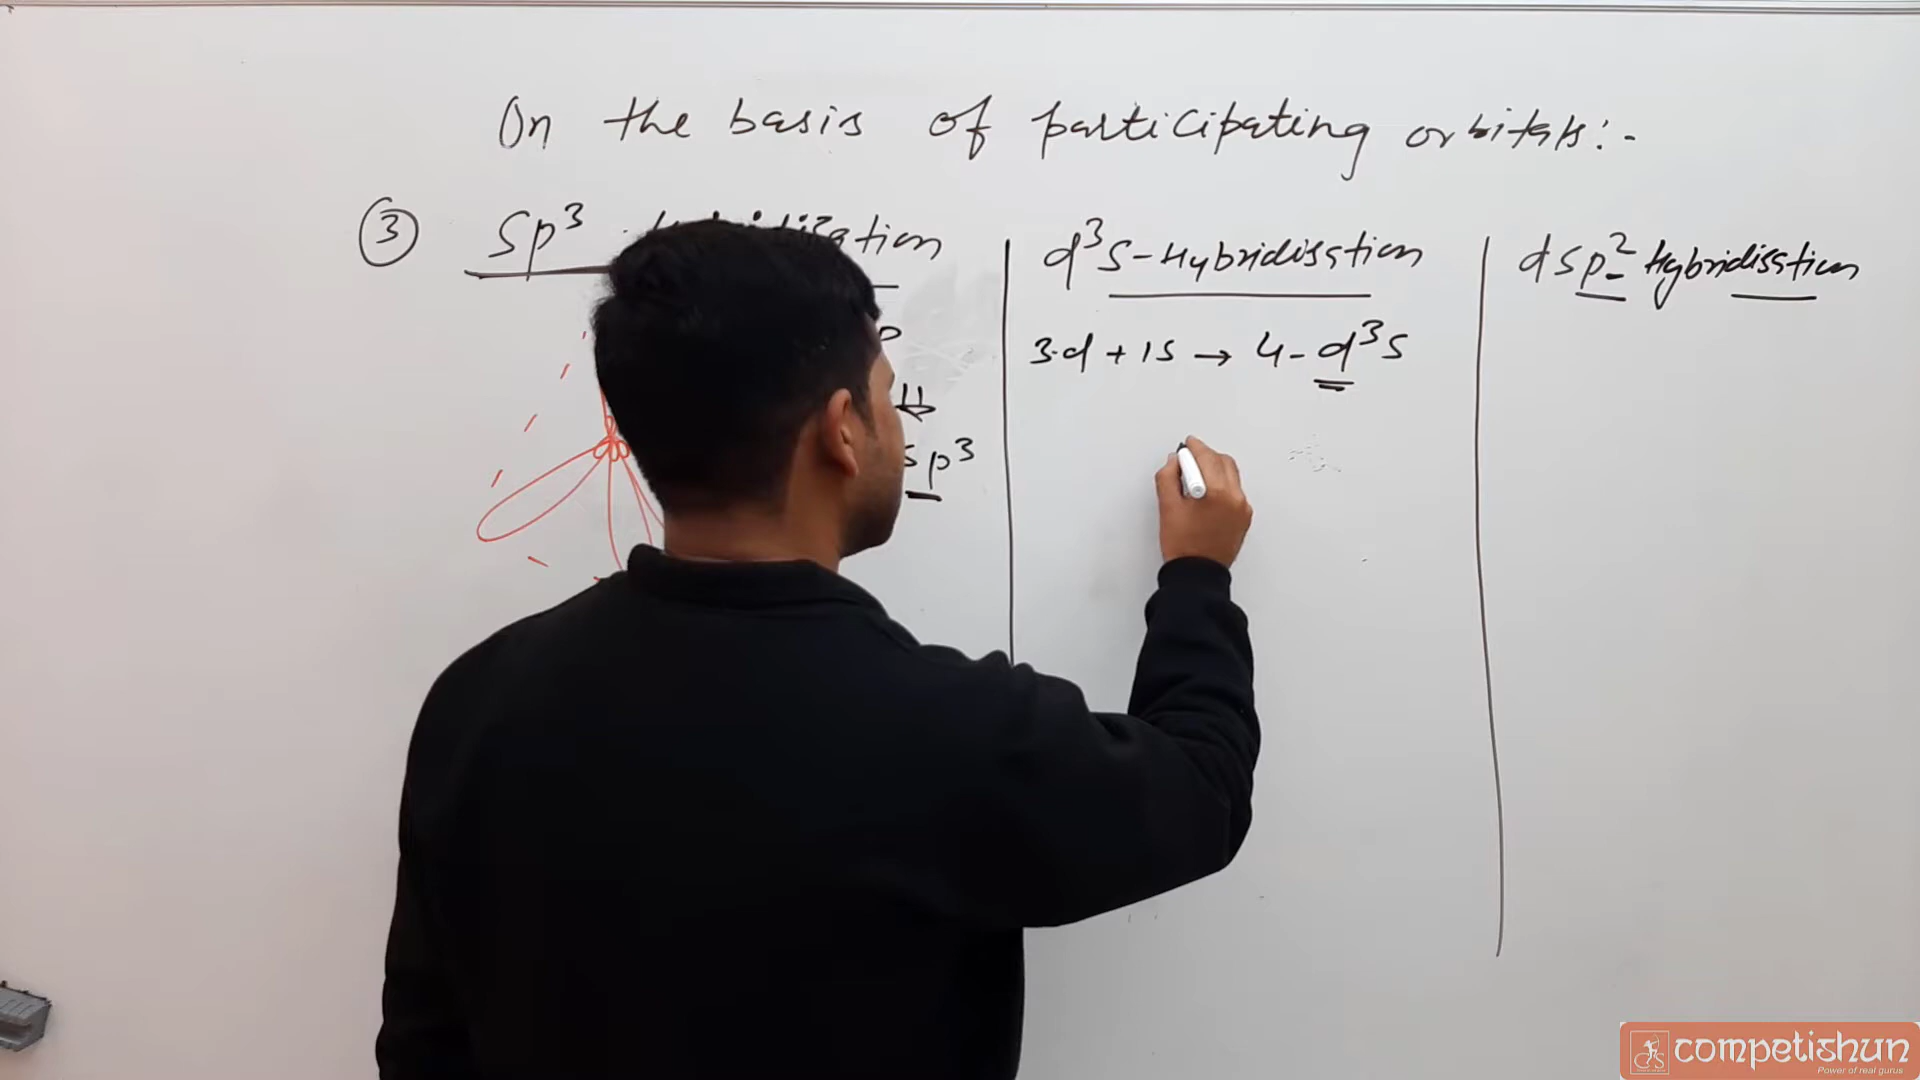 On the basis of participating orbitals:-
③ Sp³
d³s-Hybridisation
3d + 1s → 4-d³s
dsp²-Hybridisation
sp³
competishun
Power of real gurus